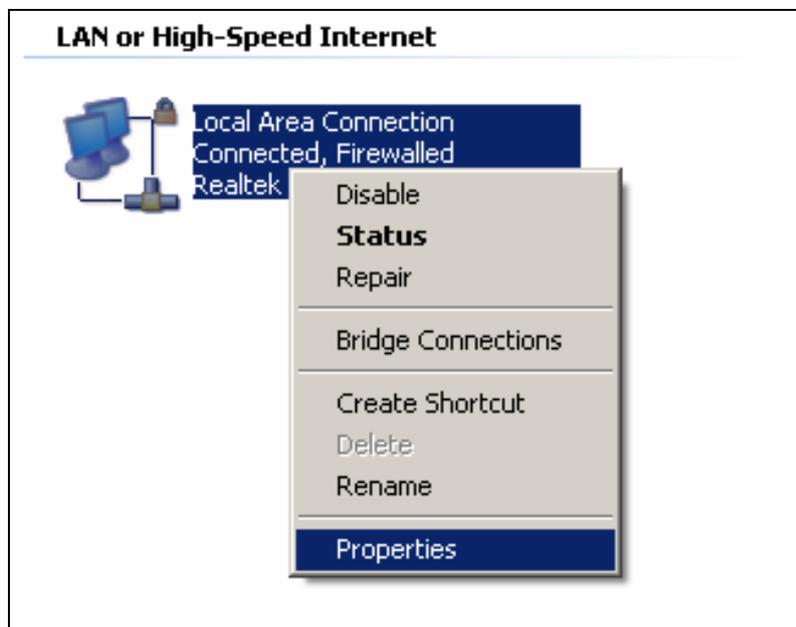 LAN or High-Speed Internet
Local Area Connection
Connected, Firewalled
Realtek
Disable
Status
Repair
Bridge Connections
Create Shortcut
Delete
Rename
Properties